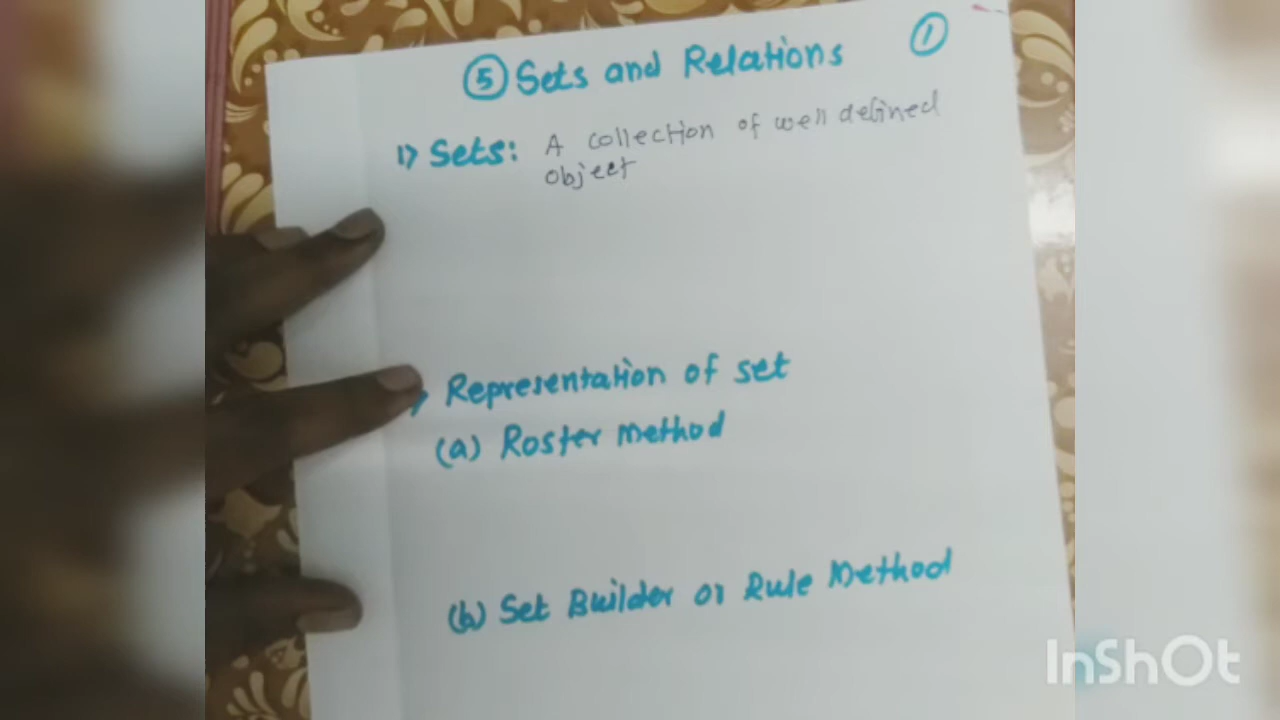 ⑤ Sets and Relations ①
1) Sets: A collection of well defined
object
Representation of set
(a) Roster Method
(b) Set Builder or Rule Method
InShOt